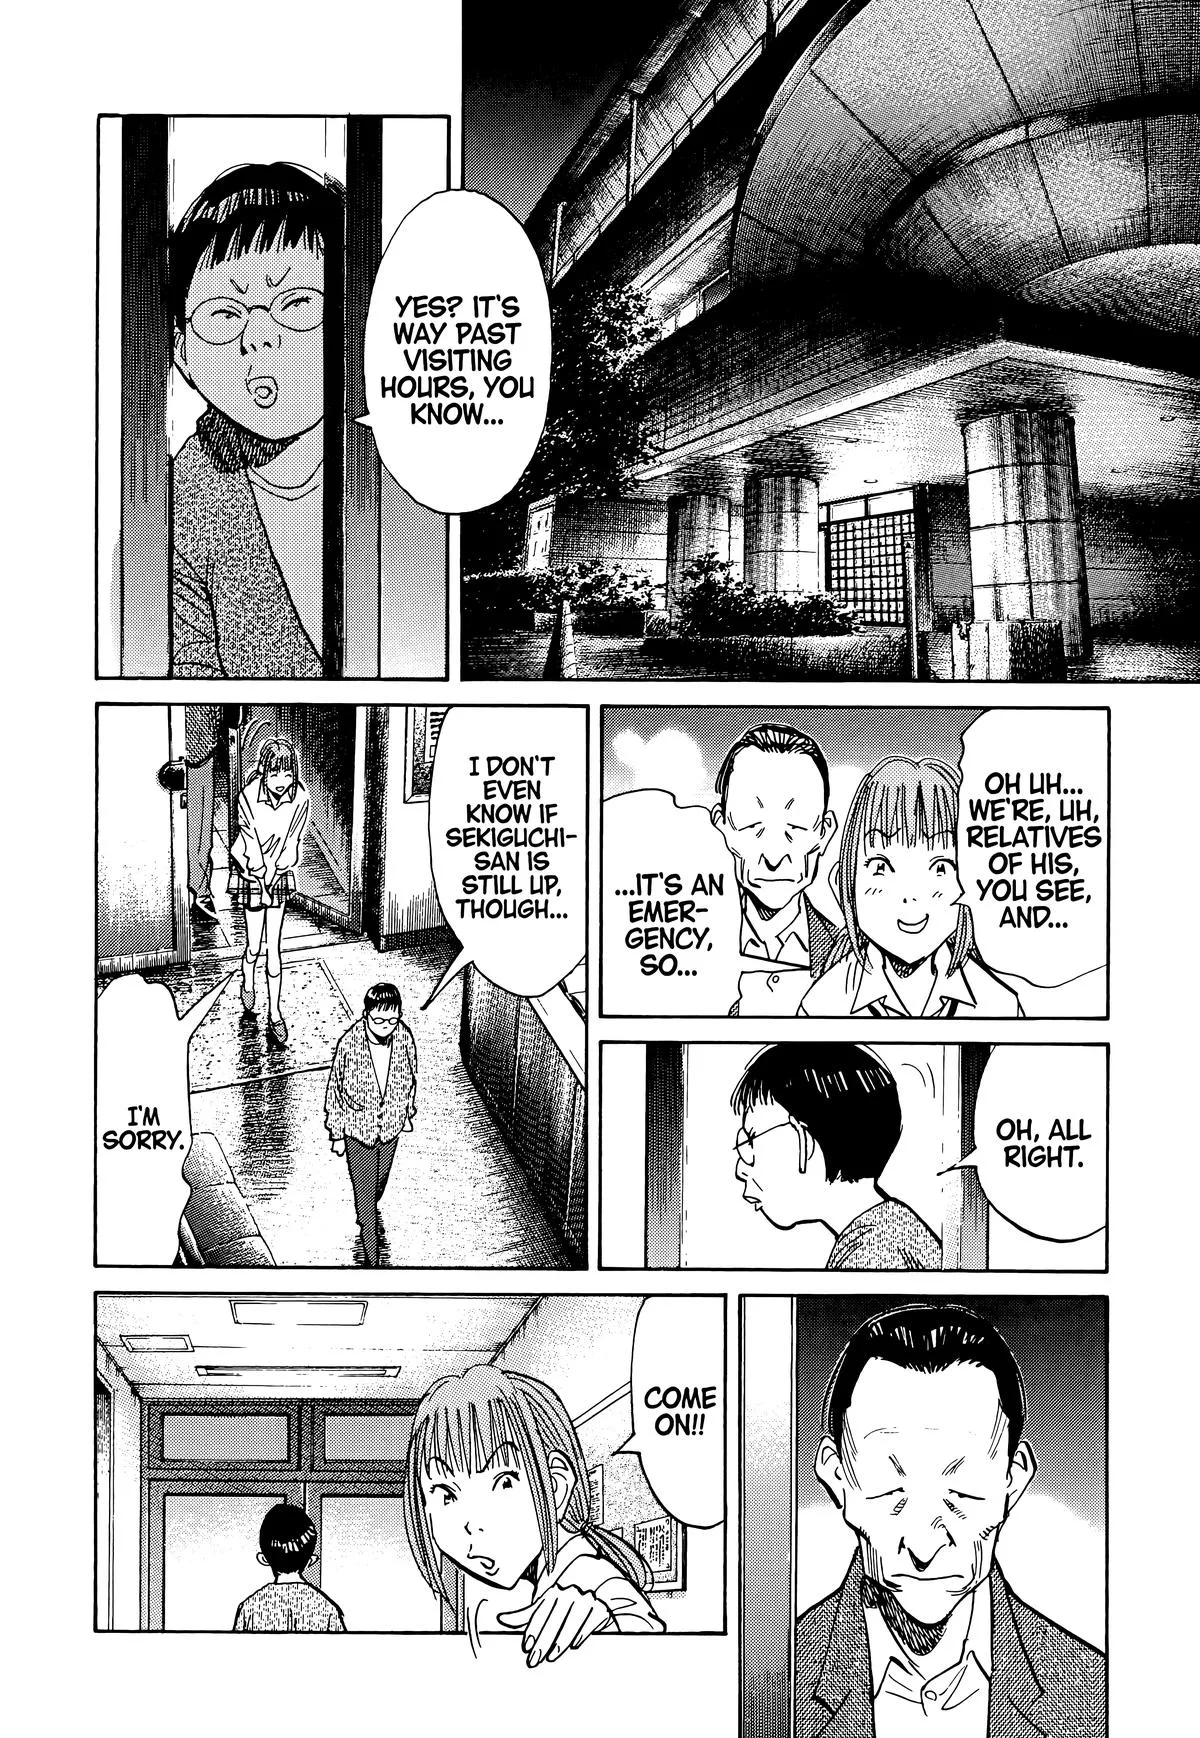 YES? IT'S
WAY PAST
VISITING
HOURS, YOU
KNOW...
OH UH...
WE'RE, UH,
RELATIVES
OF HIS,
YOU SEE,
AND...
...IT'S AN
EMER-
GENCY,
SO...
OH, ALL
RIGHT.
I DON'T
EVEN
KNOW IF
SEKIGUCHI-
SAN IS
STILL UP,
THOUGH...
I'M
SORRY.
COME
ON!!